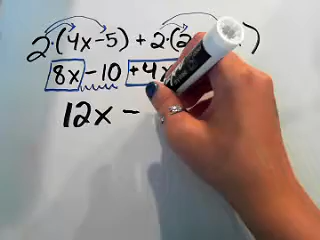 2·(4x-5)+2·(2 )
8x-10 +4x
12x -